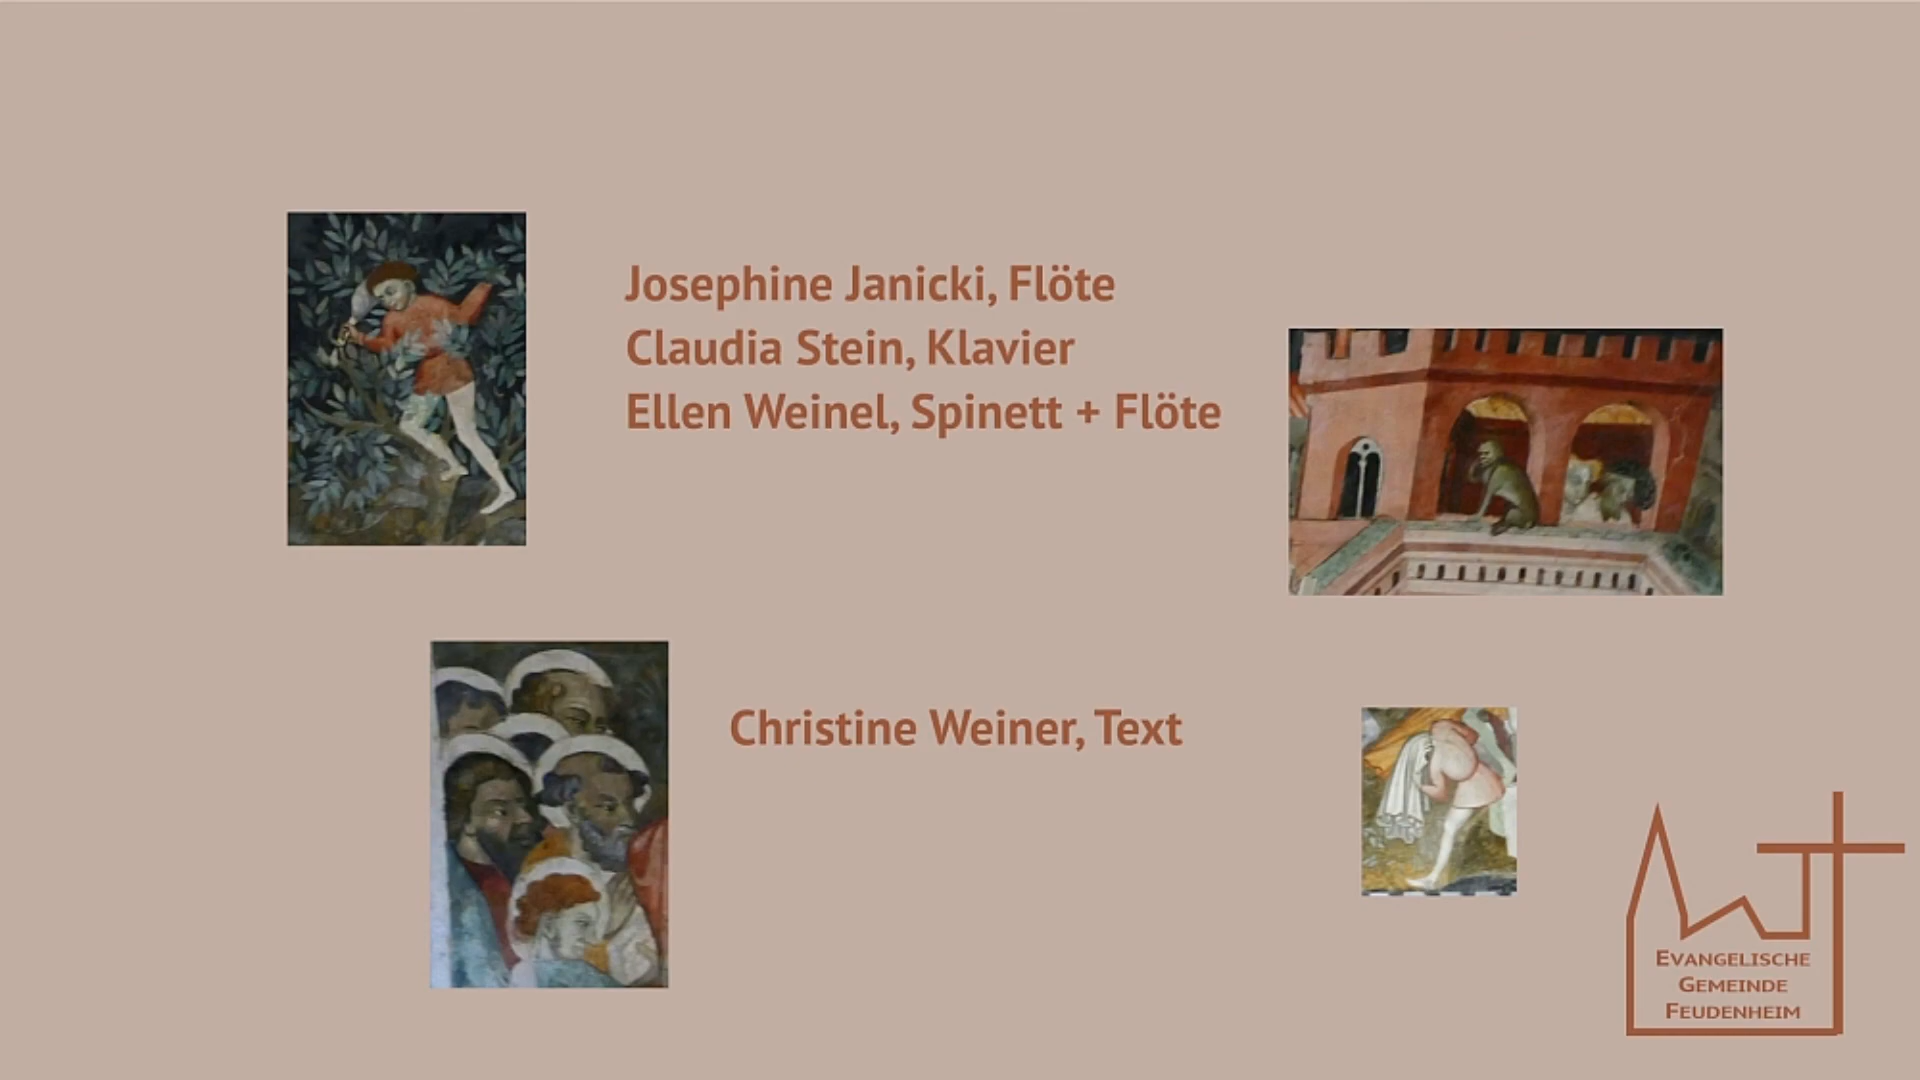 Josephine Janicki, Flöte
Claudia Stein, Klavier
Ellen Weinel, Spinett + Flöte
Christine Weiner, Text
EVANGELISCHE
GEMEINDE
FEUDENHEIM